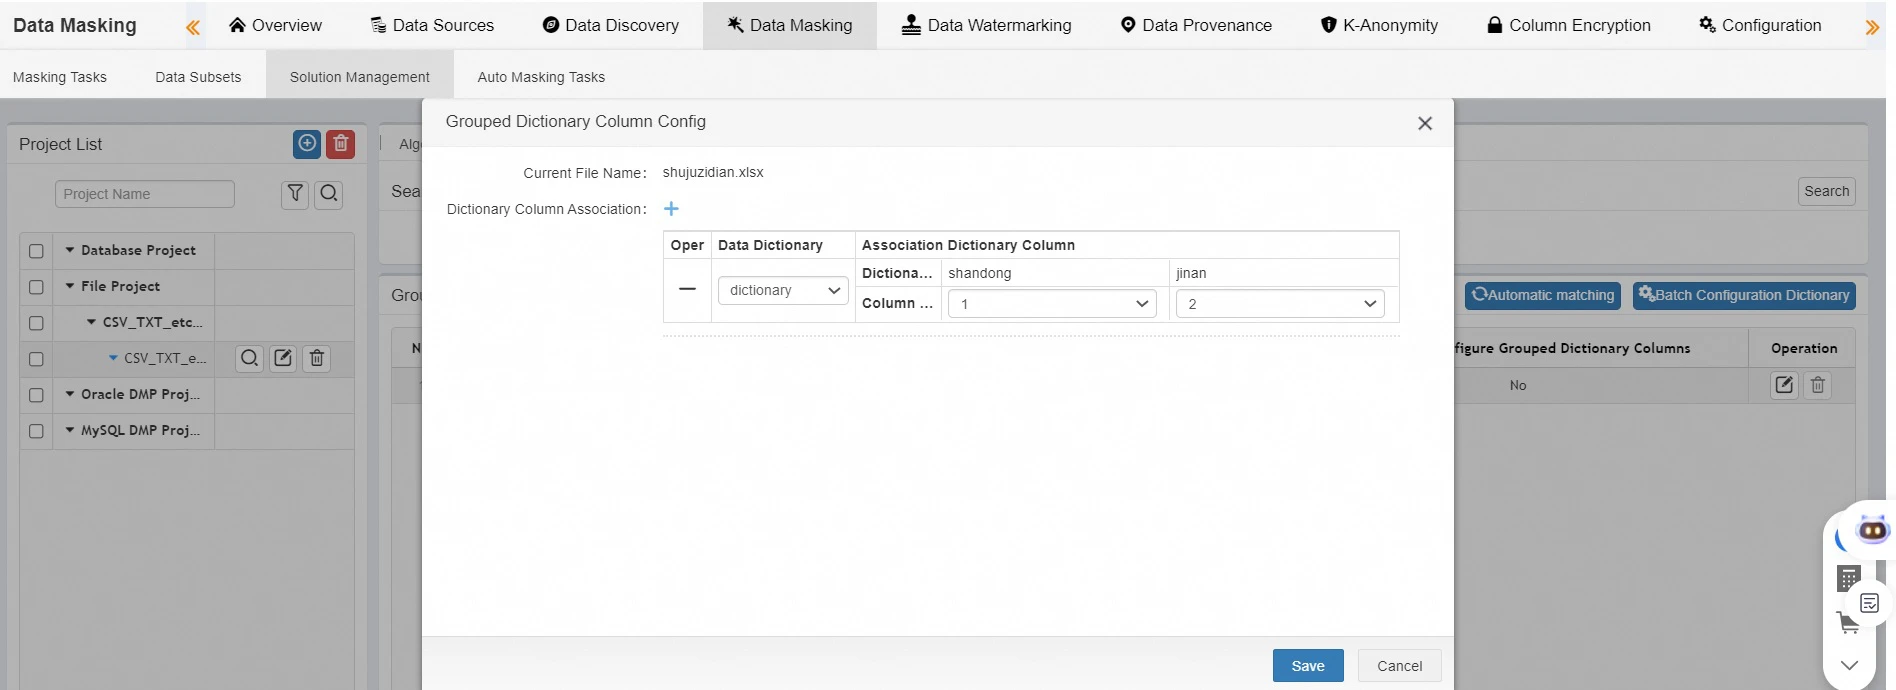 Data Masking
Overview
Data Sources
Data Discovery
Data Masking
Data Watermarking
Data Provenance
K-Anonymity
Column Encryption
Configuration
Masking Tasks
Data Subsets
Solution Management
Auto Masking Tasks
Project List
Project Name
Database Project
File Project
CSV_TXT_etc...
CSV_TXT_e...
Oracle DMP Proj...
MySQL DMP Proj...
Alg
Sea
Search
Grou
N
Grouped Dictionary Column Config
Current File Name: shujuzidian.xlsx
Dictionary Column Association:
Oper Data Dictionary Association Dictionary Column
dictionary
Dictiona... shandong jinan
Column ... 1 2
Save Cancel
Automatic matching Batch Configuration Dictionary
figure Grouped Dictionary Columns Operation
No